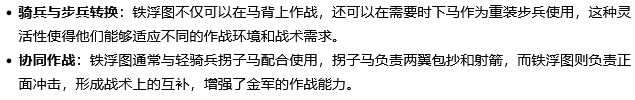 • 骑兵与步兵转换：铁浮图不仅可以在马背上作战，还可以在需要时下马作为重装步兵使用，这种灵
活性使得他们能够适应不同的作战环境和战术需求。
• 协同作战：铁浮图通常与轻骑兵拐子马配合使用，拐子马负责两翼包抄和射箭，而铁浮图则负责正
面冲击，形成战术上的互补，增强了金军的作战能力。